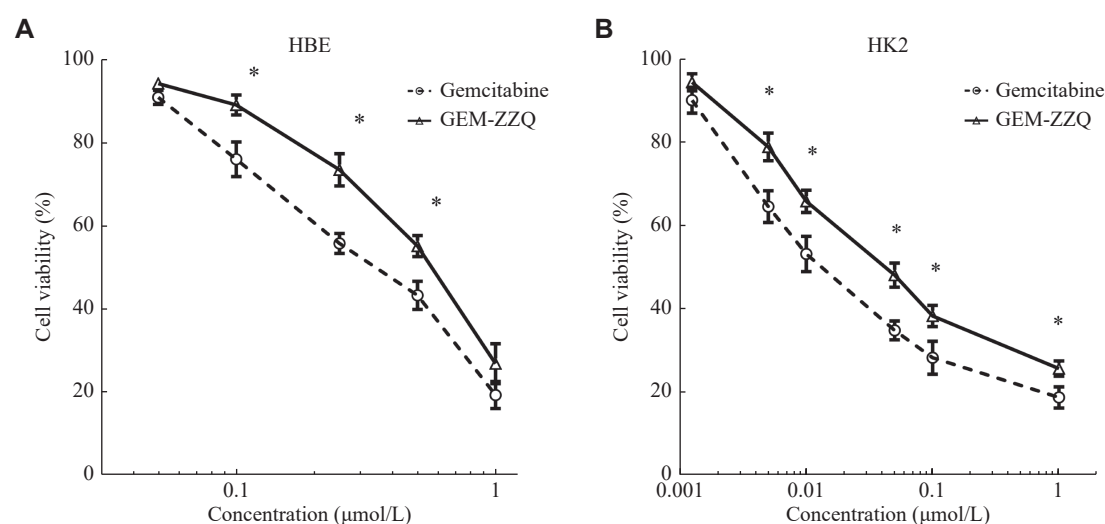 A
HBE
100
80
60
40
20
0
Cell viability (%)
*
*
*
Gemcitabine
GEM-ZZQ
0.1
1
Concentration (μmol/L)
B
HK2
100
80
60
40
20
0
Cell viability (%)
*
*
*
*
*
Gemcitabine
GEM-ZZQ
0.001
0.01
0.1
1
Concentration (μmol/L)